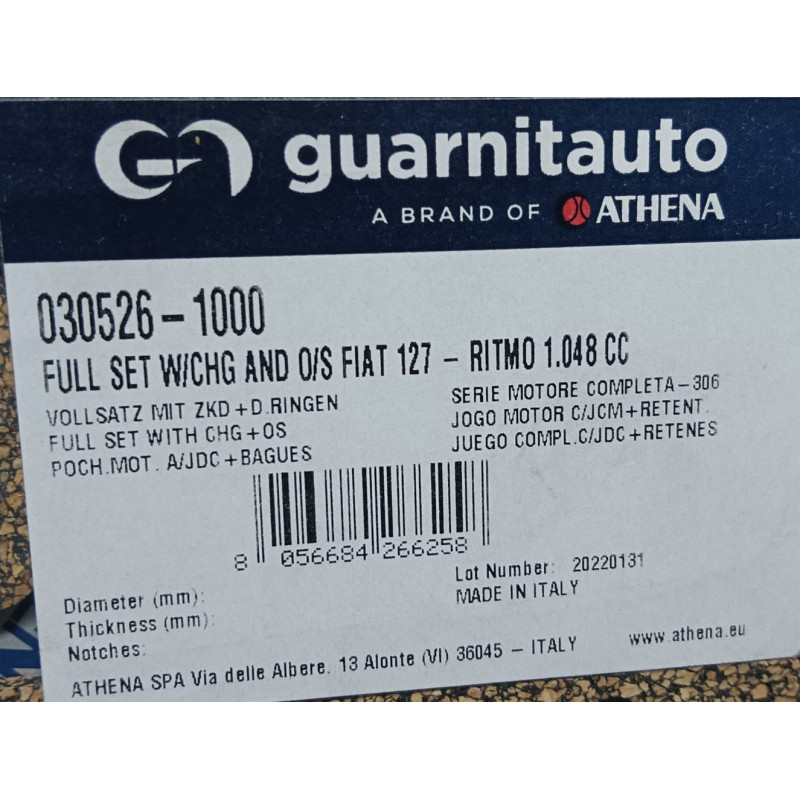 guarnitauto
A BRAND OF ATHENA
030526-1000
FULL SET W/CHG AND O/S FIAT 127 - RITMO 1.048 CC
VOLLSATZ MIT ZKD+D.RINGEN
FULL SET WITH CHG+OS
POCH.MOT. A/JDC+BAGUES
SERIE MOTORE COMPLETA-306
JOGO MOTOR C/JCM+RETENT.
JUEGO COMPL.C/JDC+RETENES
8 056684 266258
Lot Number: 20220131
MADE IN ITALY
Diameter (mm):
Thickness (mm):
Notches:
ATHENA SPA Via delle Albere, 13 Alonte (VI) 36045 - ITALY
www.athena.eu